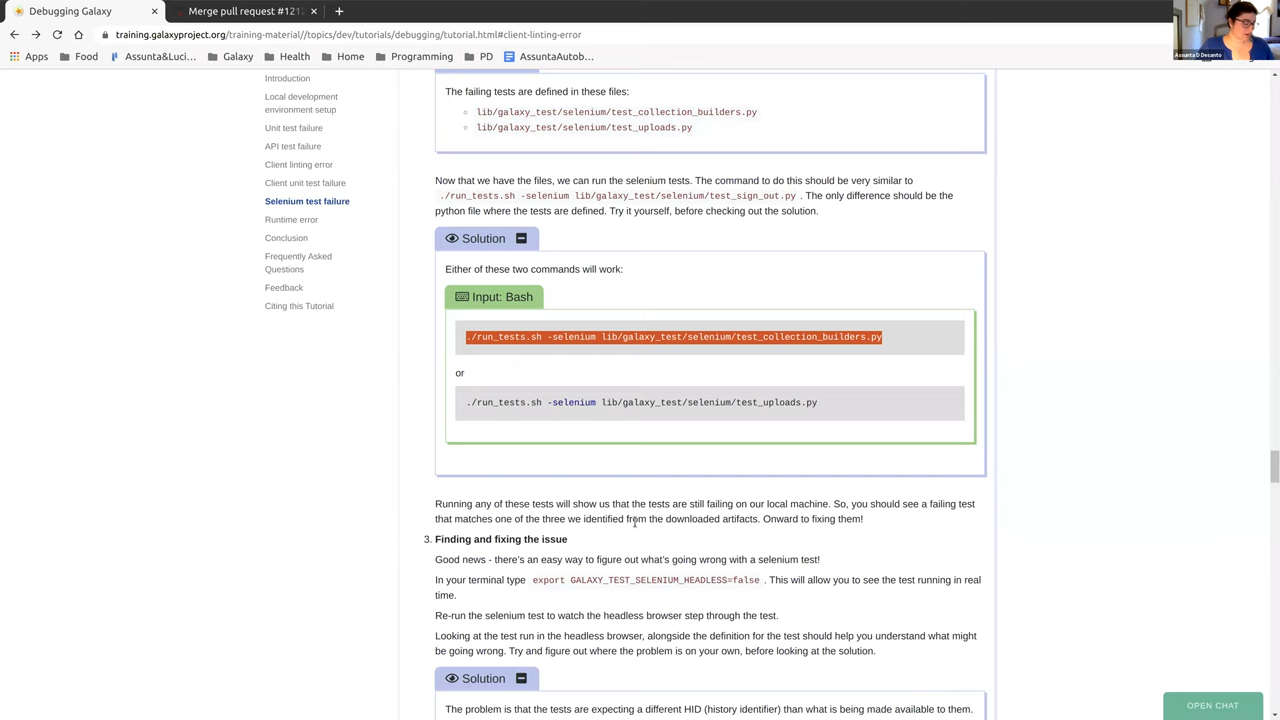 Debugging Galaxy
Merge pull request #121
training.galaxyproject.org/training-material//topics/dev/tutorials/debugging/tutorial.html#client-linting-error
Apps
Food
Assunta&Luci...
Galaxy
Health
Home
Programming
PD
AssuntaAutob...
Assunta D Desanto
Introduction
Local development
environment setup
Unit test failure
API test failure
Client linting error
Client unit test failure
Selenium test failure
Runtime error
Conclusion
Frequently Asked
Questions
Feedback
Citing this Tutorial
The failing tests are defined in these files:
lib/galaxy_test/selenium/test_collection_builders.py
lib/galaxy_test/selenium/test_uploads.py
Now that we have the files, we can run the selenium tests. The command to do this should be very similar to
./run_tests.sh -selenium lib/galaxy_test/selenium/test_sign_out.py . The only difference should be the
python file where the tests are defined. Try it yourself, before checking out the solution.
Solution
Either of these two commands will work:
Input: Bash
./run_tests.sh -selenium lib/galaxy_test/selenium/test_collection_builders.py
or
./run_tests.sh -selenium lib/galaxy_test/selenium/test_uploads.py
Running any of these tests will show us that the tests are still failing on our local machine. So, you should see a failing test
that matches one of the three we identified from the downloaded artifacts. Onward to fixing them!
3. Finding and fixing the issue
Good news - there's an easy way to figure out what's going wrong with a selenium test!
In your terminal type export GALAXY_TEST_SELENIUM_HEADLESS=false . This will allow you to see the test running in real
time.
Re-run the selenium test to watch the headless browser step through the test.
Looking at the test run in the headless browser, alongside the definition for the test should help you understand what might
be going wrong. Try and figure out where the problem is on your own, before looking at the solution.
Solution
The problem is that the tests are expecting a different HID (history identifier) than what is being made available to them.
OPEN CHAT